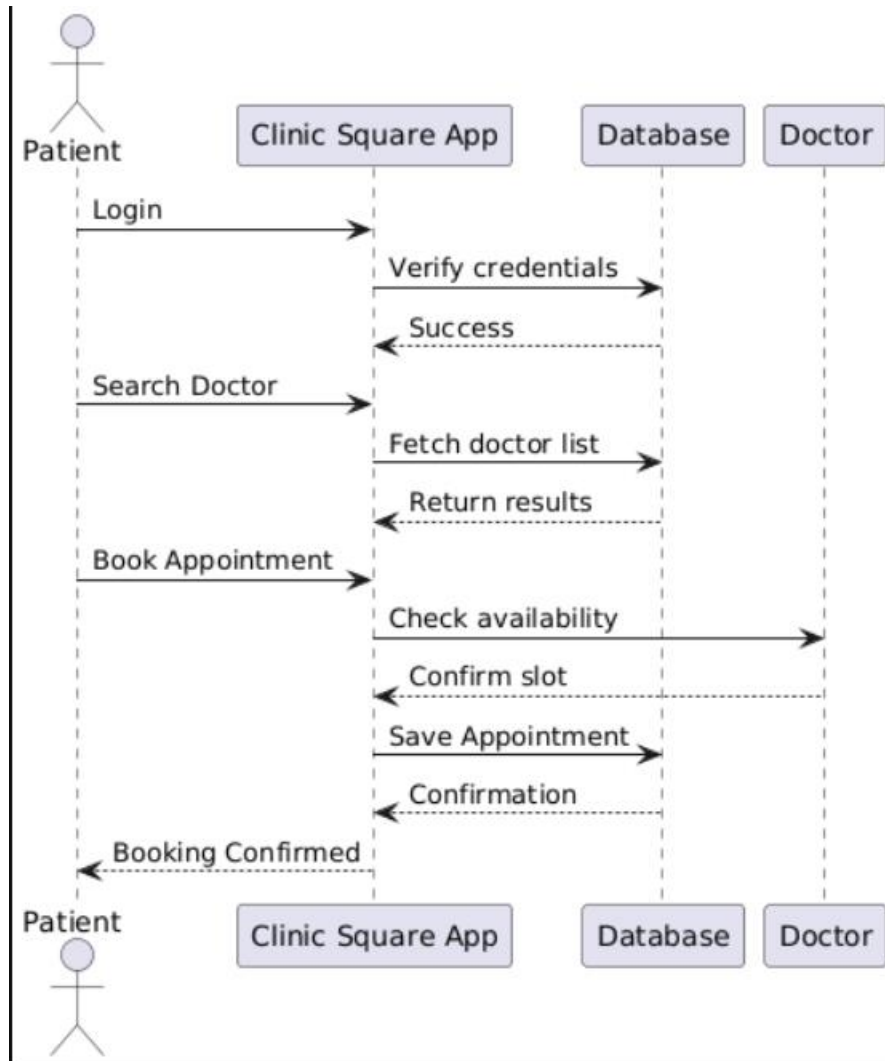 Patient
Clinic Square App
Database
Doctor
Login
Verify credentials
Success
Search Doctor
Fetch doctor list
Return results
Book Appointment
Check availability
Confirm slot
Save Appointment
Confirmation
Booking Confirmed
Patient
Clinic Square App
Database
Doctor